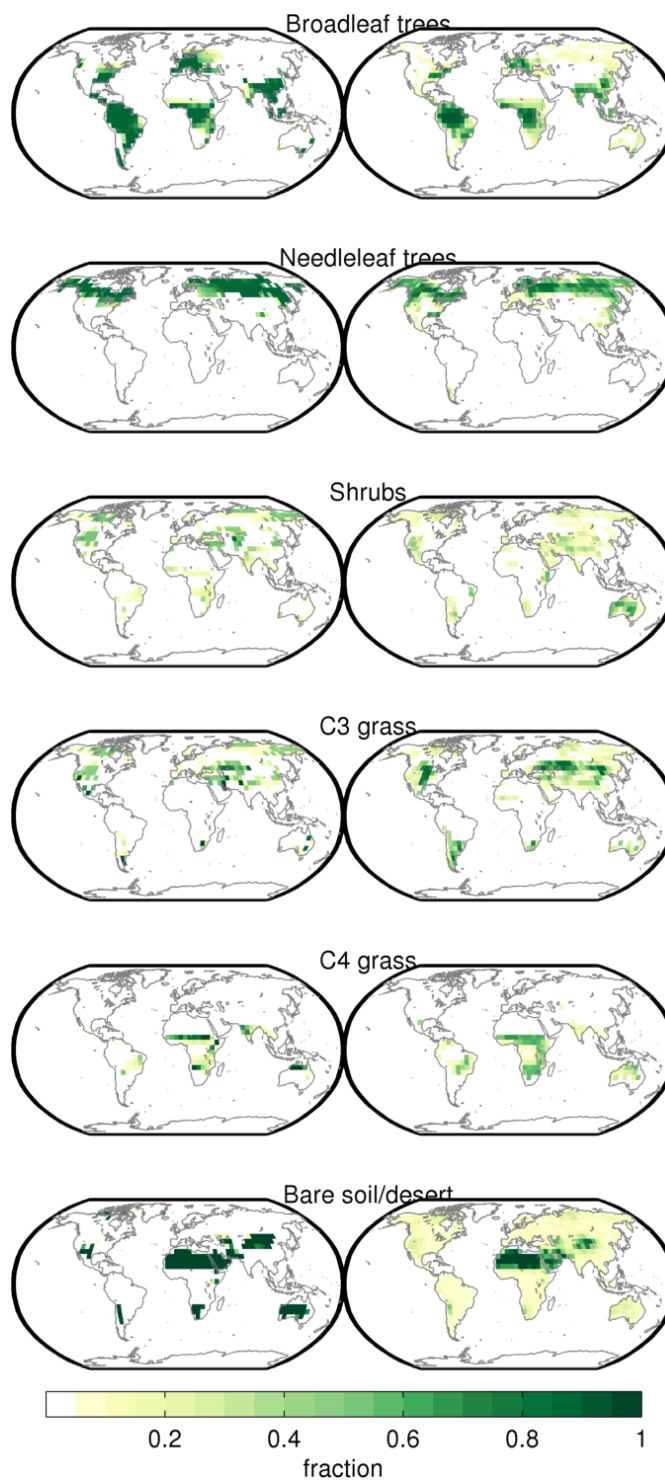 Broadleaf trees
Needleleaf trees
Shrubs
C3 grass
C4 grass
Bare soil/desert
0.2 0.4 0.6 0.8 1
fraction